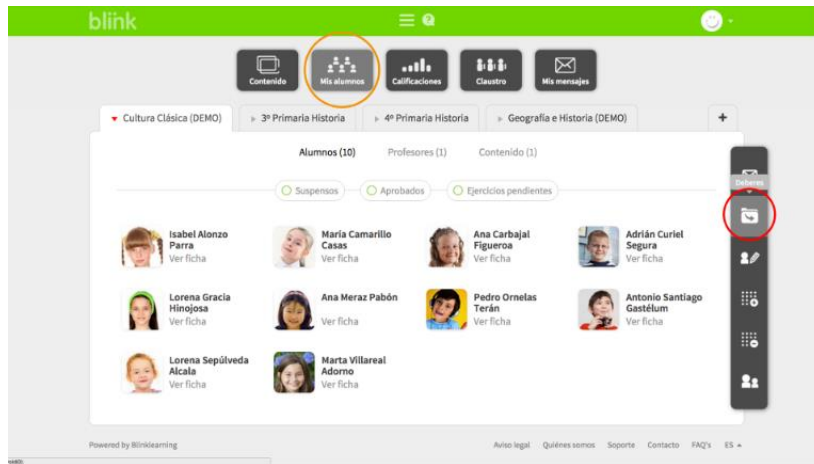 blink
Contenido
Mis alumnos
Calificaciones
Claustro
Mis mensajes
Cultura Clásica (DEMO)
3º Primaria Historia
4º Primaria Historia
Geografía e Historia (DEMO)
+
Alumnos (10)
Profesores (1)
Contenido (1)
Suspensos
Aprobados
Ejercicios pendientes
Deberes
Isabel Alonzo
Parra
Ver ficha
María Camarillo
Casas
Ver ficha
Ana Carbajal
Figueroa
Ver ficha
Adrián Curiel
Segura
Ver ficha
Lorena Gracia
Hinojosa
Ver ficha
Ana Meraz Pabón
Ver ficha
Pedro Ornelas
Terán
Ver ficha
Antonio Santiago
Gastélum
Ver ficha
Lorena Sepúlveda
Alcala
Ver ficha
Marta Villareal
Adorno
Ver ficha
Powered by Blinklearning
Aviso legal
Quiénes somos
Soporte
Contacto
FAQ's
ES